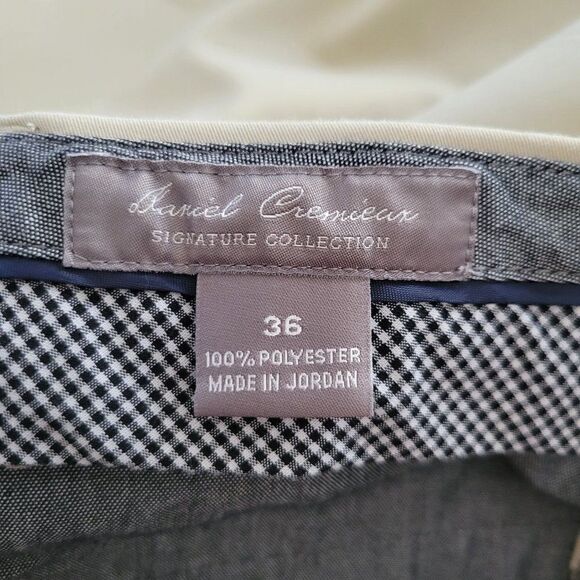 Daniel Cremieux
SIGNATURE COLLECTION
36
100% POLYESTER
MADE IN JORDAN